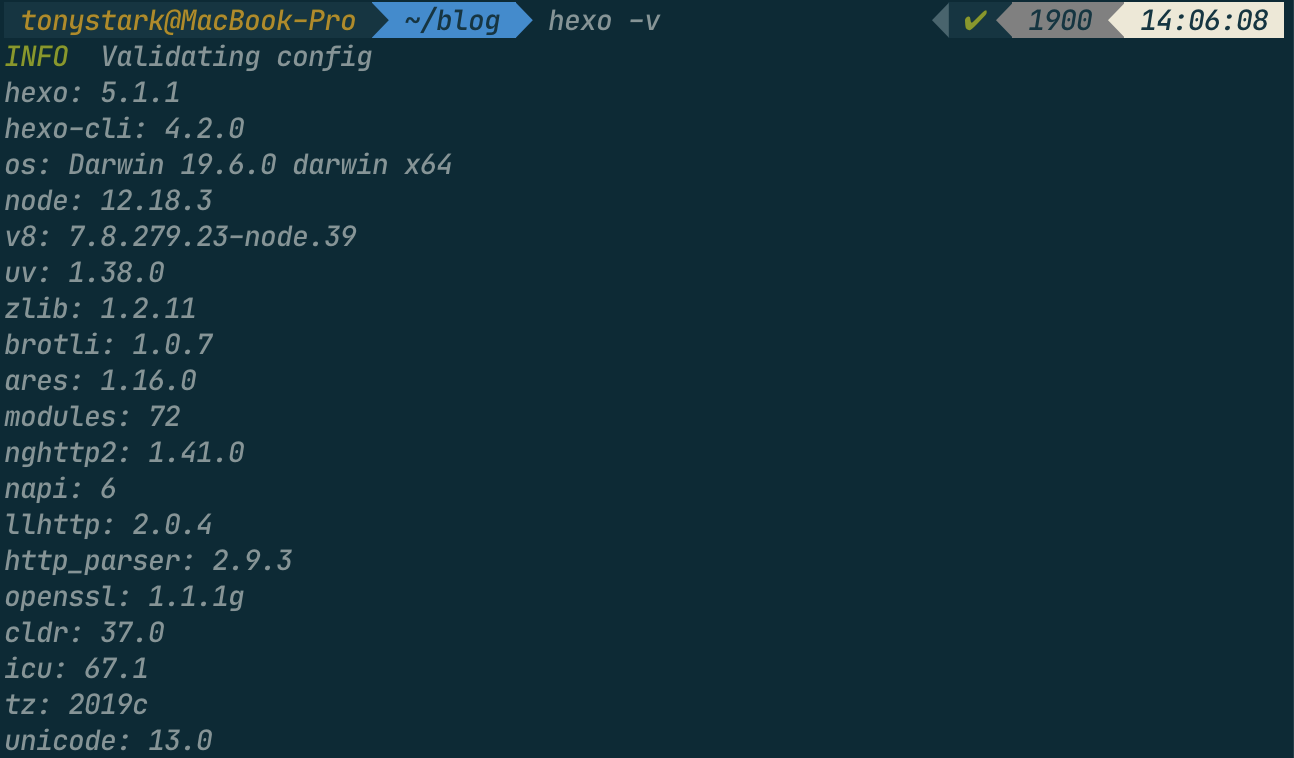 tonystark@MacBook-Pro ~/blog hexo -v ✔ 1900 14:06:08
INFO  Validating config
hexo: 5.1.1
hexo-cli: 4.2.0
os: Darwin 19.6.0 darwin x64
node: 12.18.3
v8: 7.8.279.23-node.39
uv: 1.38.0
zlib: 1.2.11
brotli: 1.0.7
ares: 1.16.0
modules: 72
nghttp2: 1.41.0
napi: 6
llhttp: 2.0.4
http_parser: 2.9.3
openssl: 1.1.1g
cldr: 37.0
icu: 67.1
tz: 2019c
unicode: 13.0